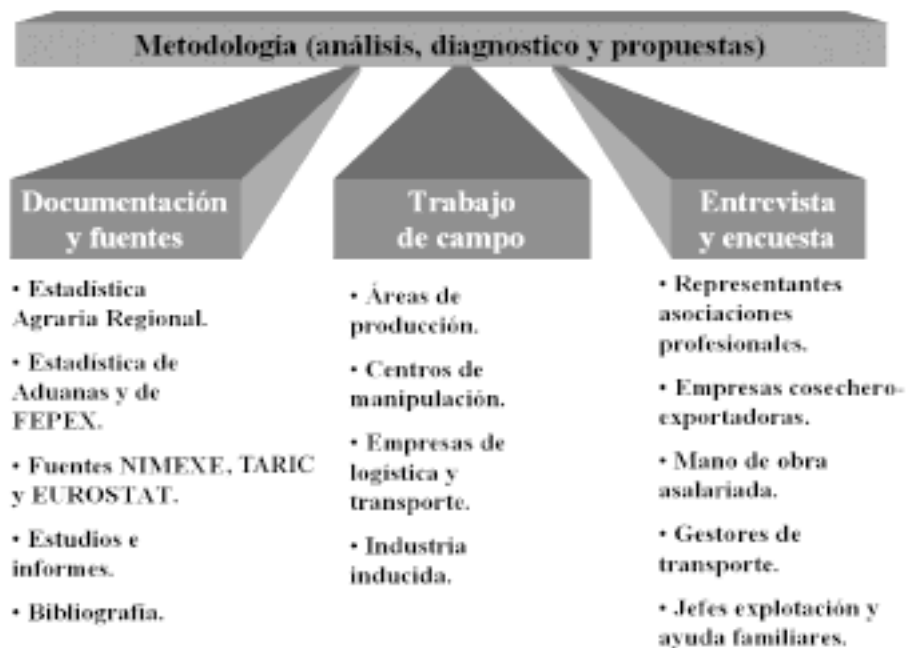 Metodología (análisis, diagnostico y propuestas)
Documentación
y fuentes
• Estadística
Agraria Regional.
• Estadística de
Aduanas y de
FEPEX.
• Fuentes NIMEXE, TARIC
y EUROSTAT.
• Estudios e
informes.
• Bibliografía.
Trabajo
de campo
• Áreas de
producción.
• Centros de
manipulación.
• Empresas de
logística y
transporte.
• Industria
inducida.
Entrevista
y encuesta
• Representantes
asociaciones
profesionales.
• Empresas cosechero-
exportadoras.
• Mano de obra
asalariada.
• Gestores de
transporte.
• Jefes explotación y
ayuda familiares.